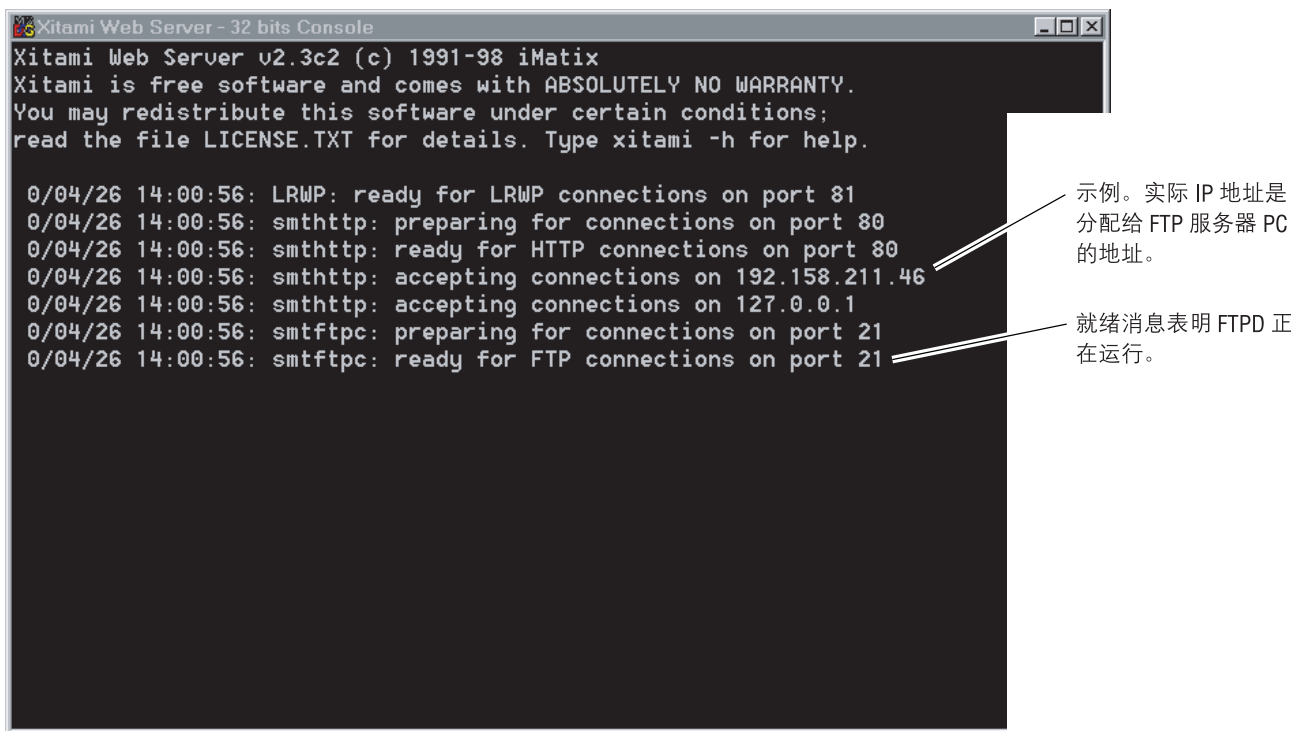 Xitami Web Server - 32 bits Console
Xitami Web Server v2.3c2 (c) 1991-98 iMatix
Xitami is free software and comes with ABSOLUTELY NO WARRANTY.
You may redistribute this software under certain conditions;
read the file LICENSE.TXT for details. Type xitami -h for help.
0/04/26 14:00:56: LRWP: ready for LRWP connections on port 81
0/04/26 14:00:56: smthttp: preparing for connections on port 80
0/04/26 14:00:56: smthttp: ready for HTTP connections on port 80
0/04/26 14:00:56: smthttp: accepting connections on 192.158.211.46
0/04/26 14:00:56: smthttp: accepting connections on 127.0.0.1
0/04/26 14:00:56: smtftpc: preparing for connections on port 21
0/04/26 14:00:56: smtftpc: ready for FTP connections on port 21
示例。实际 IP 地址是
分配给 FTP 服务器 PC
的地址。
就绪消息表明 FTPD 正
在运行。